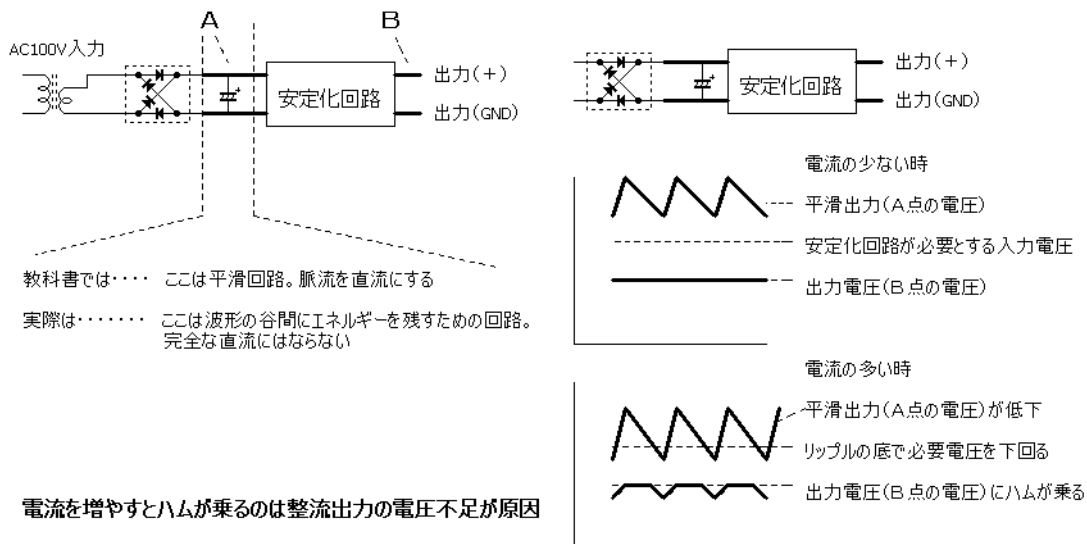 A
B
AC100V入力
安定化回路
出力(+)
出力(GND)
教科書では・・・・ ここは平滑回路。脈流を直流にする
実際は・・・・・・・ ここは波形の谷間にエネルギーを残すための回路。
完全な直流にはならない
電流を増やすとハムが乗るのは整流出力の電圧不足が原因
安定化回路
出力(+)
出力(GND)
電流の少ない時
平滑出力(A点の電圧)
安定化回路が必要とする入力電圧
出力電圧(B点の電圧)
電流の多い時
平滑出力(A点の電圧)が低下
リップルの底で必要電圧を下回る
出力電圧(B点の電圧)にハムが乗る